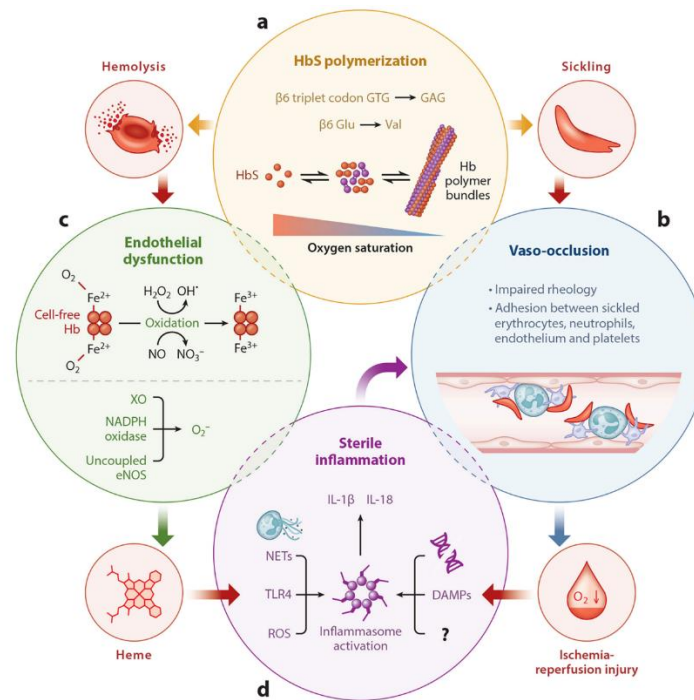 a
HbS polymerization
β6 triplet codon GTG → GAG
β6 Glu → Val
HbS
Hb
polymer
bundles
Oxygen saturation
Hemolysis
Sickling
c
Endothelial
dysfunction
O2
Fe2+
Cell-free
Hb
Fe2+
O2
H2O2 OH•
Oxidation
NO NO3−
Fe3+
Fe3+
XO
NADPH
oxidase
Uncoupled
eNOS
O2−
b
Vaso-occlusion
• Impaired rheology
• Adhesion between sickled
erythrocytes, neutrophils,
endothelium and platelets
Sterile
inflammation
IL-1β IL-18
NETs
TLR4
ROS
Inflammasome
activation
DAMPs
?
d
Heme
O2 ↓
Ischemia-
reperfusion injury